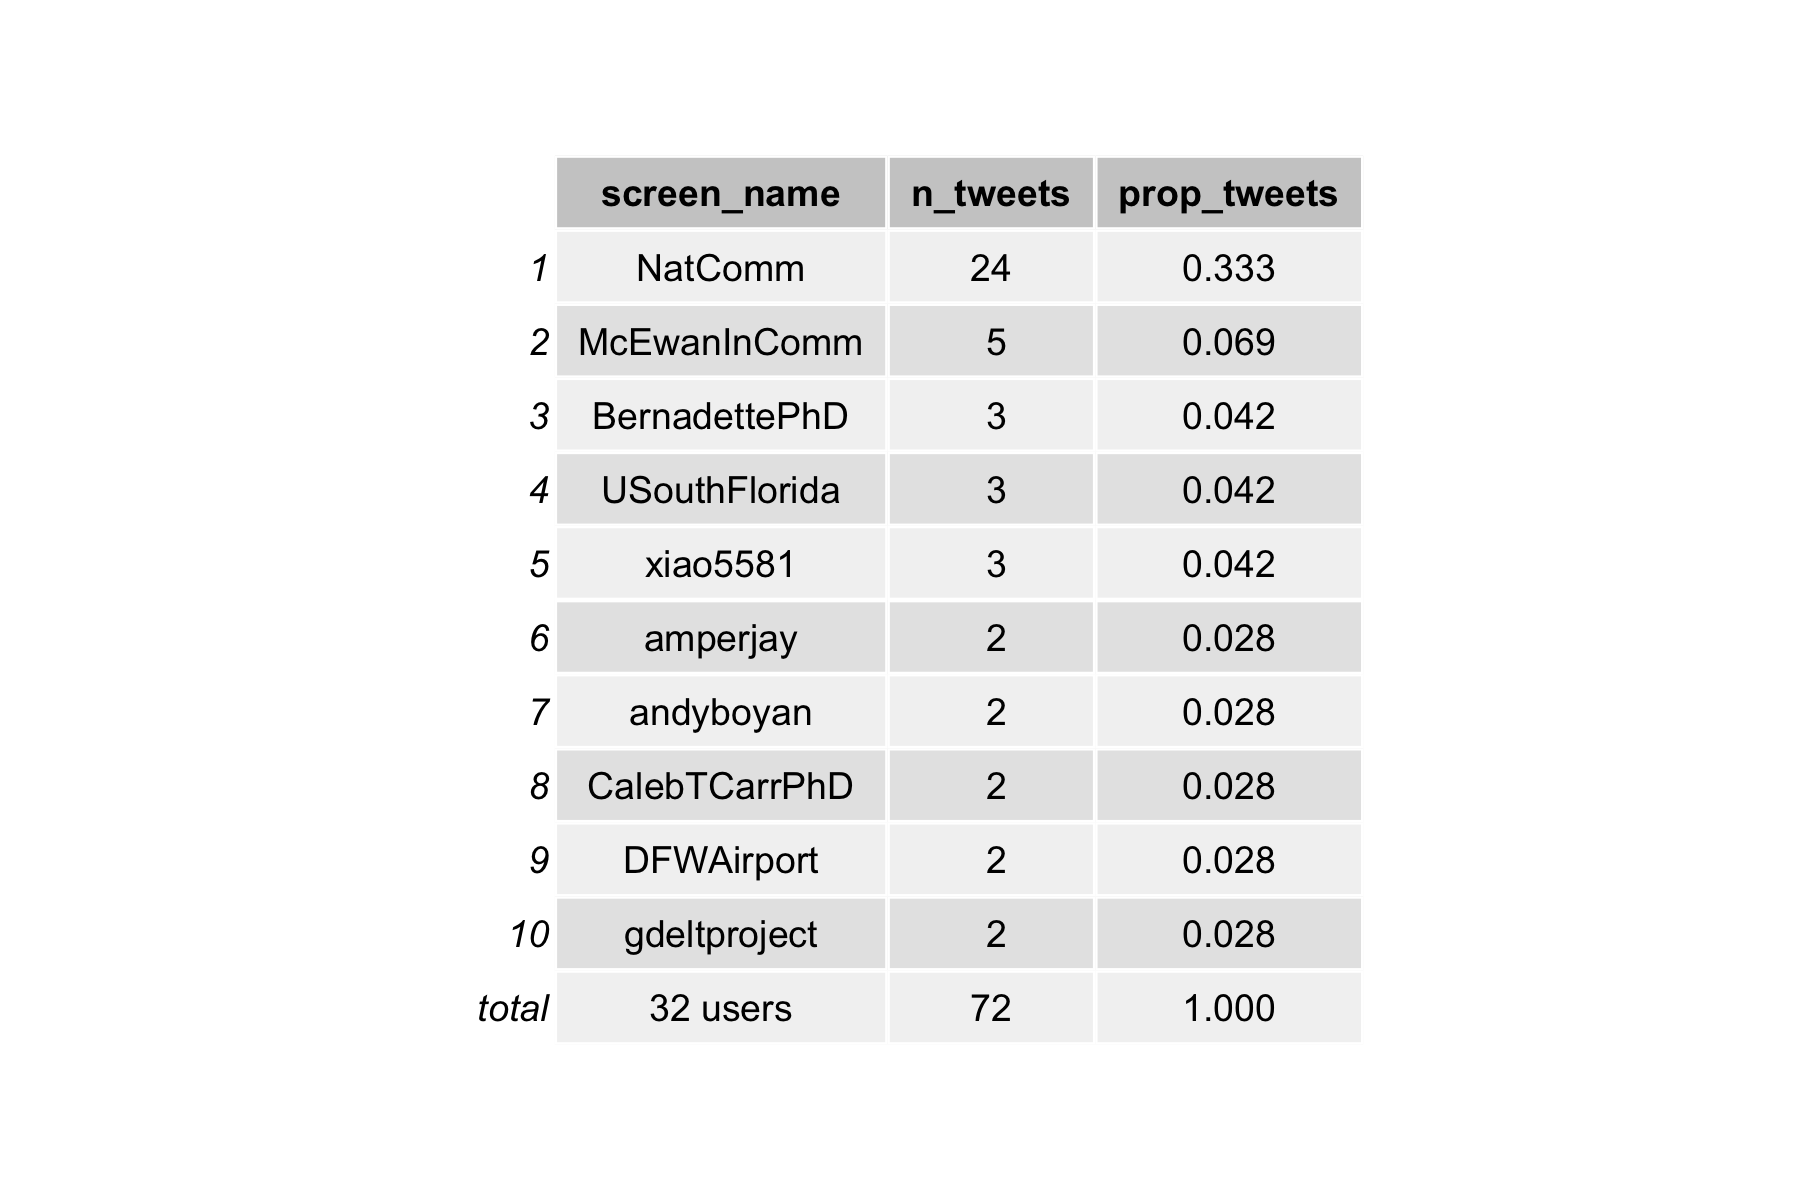 screen_name n_tweets prop_tweets
1 NatComm 24 0.333
2 McEwanInComm 5 0.069
3 BernadettePhD 3 0.042
4 USouthFlorida 3 0.042
5 xiao5581 3 0.042
6 amperjay 2 0.028
7 andyboyan 2 0.028
8 CalebTCarrPhD 2 0.028
9 DFWAirport 2 0.028
10 gdeltproject 2 0.028
total 32 users 72 1.000